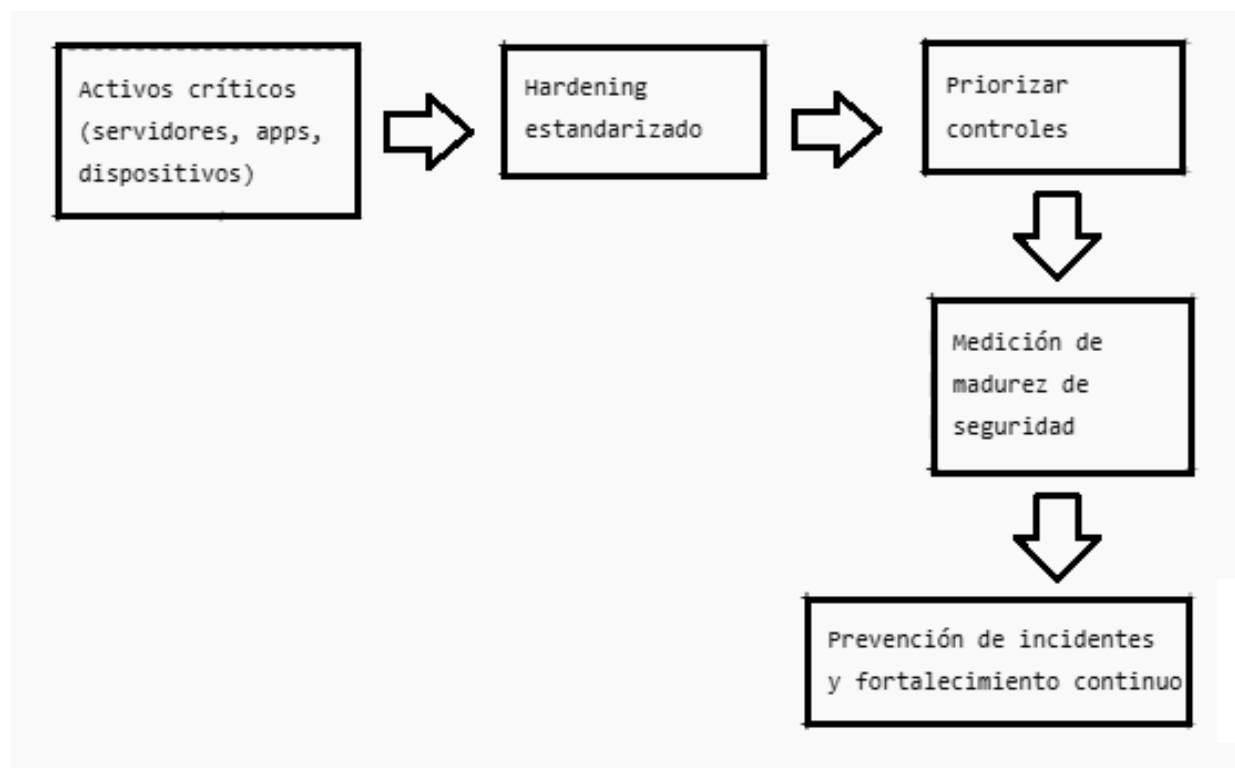 Activos críticos
(servidores, apps,
dispositivos)
Hardening
estandarizado
Priorizar
controles
Medición de
madurez de
seguridad
Prevención de incidentes
y fortalecimiento continuo